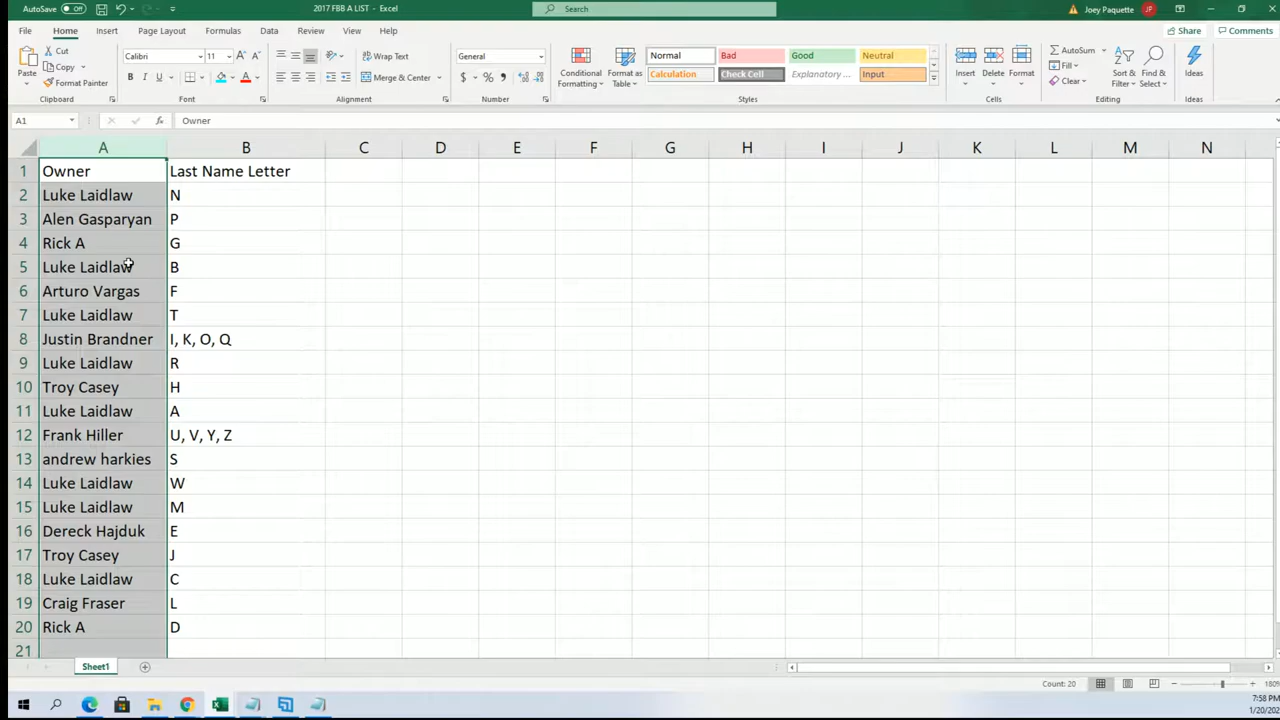 AutoSave Off 2017 FBB A LIST - Excel Search Joey Paquette JP
File Home Insert Page Layout Formulas Data Review View Help Share Comments
Paste Cut Copy Format Painter Clipboard
Calibri 11 A A B I U A Font
Wrap Text Merge & Center Alignment
General $ % 9 Number
Conditional Formatting Format as Table Normal Bad Good Neutral
Calculation Check Cell Explanatory ... Input Styles
Insert Delete Format Cells
AutoSum Fill Clear Sort & Filter Find & Select Editing
Ideas Ideas
A1 fx Owner
A B C D E F G H I J K L M N
1 Owner Last Name Letter
2 Luke Laidlaw N
3 Alen Gasparyan P
4 Rick A G
5 Luke Laidlaw B
6 Arturo Vargas F
7 Luke Laidlaw T
8 Justin Brandner I, K, O, Q
9 Luke Laidlaw R
10 Troy Casey H
11 Luke Laidlaw A
12 Frank Hiller U, V, Y, Z
13 andrew harkies S
14 Luke Laidlaw W
15 Luke Laidlaw M
16 Dereck Hajduk E
17 Troy Casey J
18 Luke Laidlaw C
19 Craig Fraser L
20 Rick A D
21
Sheet1
Count: 20
7:58 PM